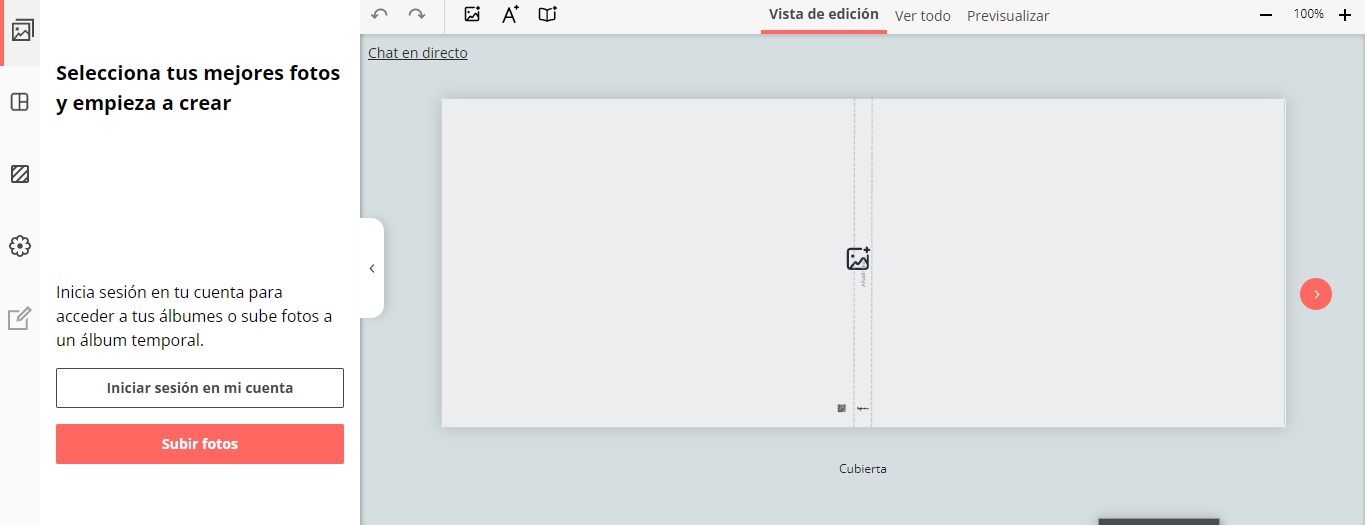 Vista de edición
Ver todo
Previsualizar
100%
Chat en directo
Selecciona tus mejores fotos
y empieza a crear
Inicia sesión en tu cuenta para
acceder a tus álbumes o sube fotos a
un álbum temporal.
Iniciar sesión en mi cuenta
Subir fotos
Cubierta